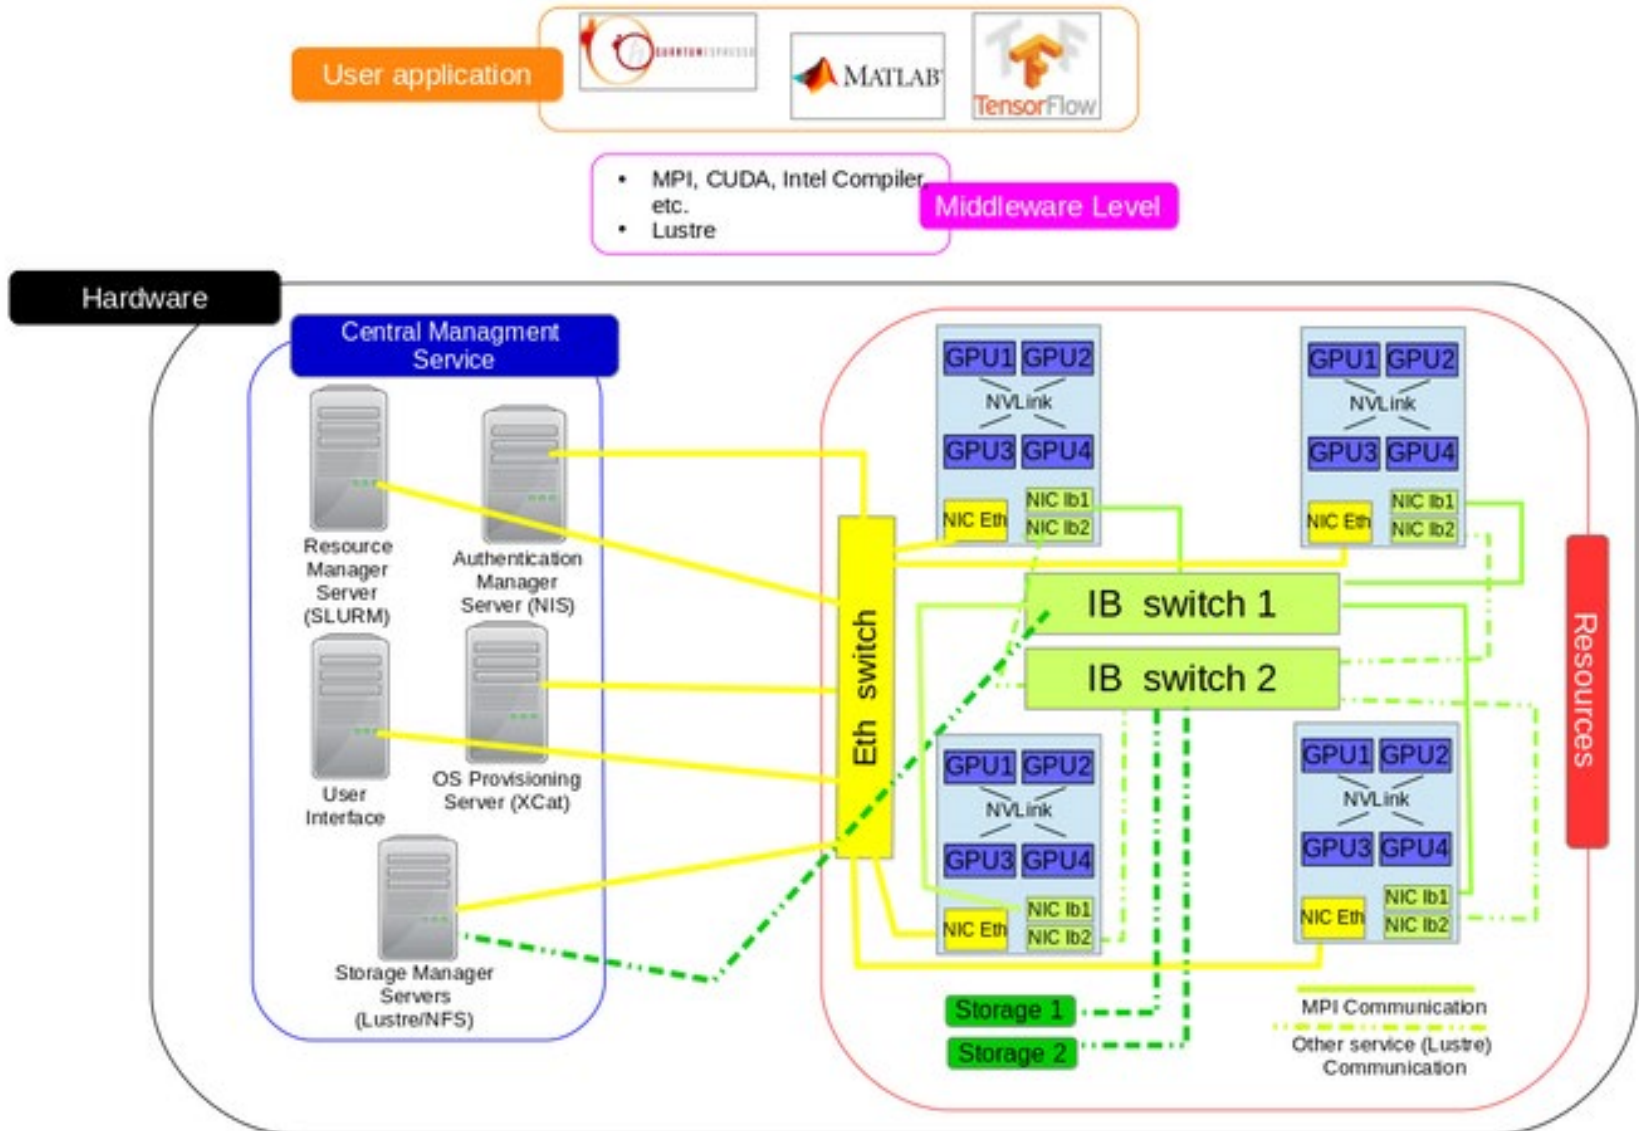 QUANTUMESPRESSO
User application
MATLAB
TensorFlow
• MPI, CUDA, Intel Compiler,
etc.
• Lustre
Middleware Level
Hardware
Central Managment
Service
Resource
Manager
Server
(SLURM)
Authentication
Manager
Server (NIS)
User
Interface
OS Provisioning
Server (XCat)
Storage Manager
Servers
(Lustre/NFS)
Eth switch
GPU1 GPU2
NVLink
GPU3 GPU4
NIC Eth
NIC Ib1
NIC Ib2
GPU1 GPU2
NVLink
GPU3 GPU4
NIC Eth
NIC Ib1
NIC Ib2
IB switch 1
IB switch 2
GPU1 GPU2
NVLink
GPU3 GPU4
NIC Eth
NIC Ib1
NIC Ib2
GPU1 GPU2
NVLink
GPU3 GPU4
NIC Eth
NIC Ib1
NIC Ib2
Storage 1
Storage 2
MPI Communication
Other service (Lustre)
Communication
Resources